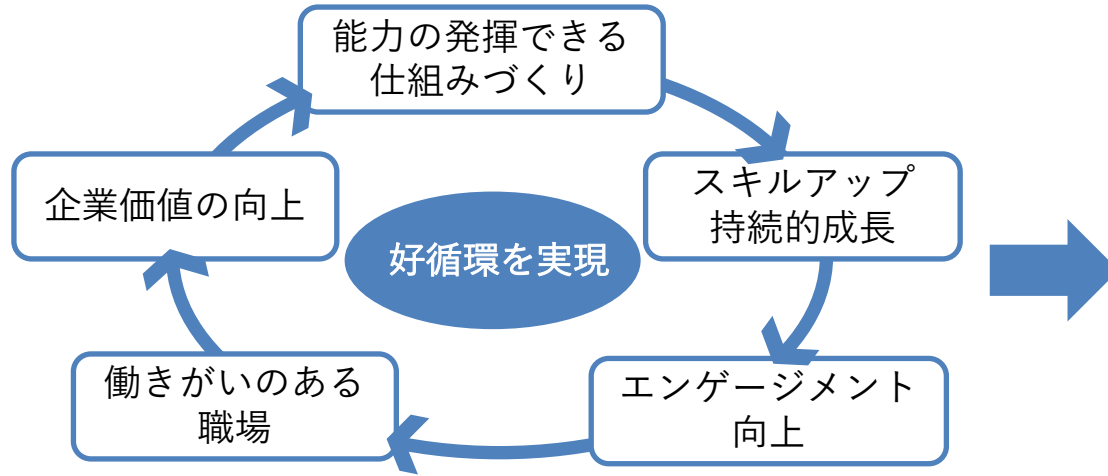 能力の発揮できる
仕組みづくり
スキルアップ
持続的成長
エンゲージメント
向上
働きがいのある
職場
企業価値の向上
好循環を実現